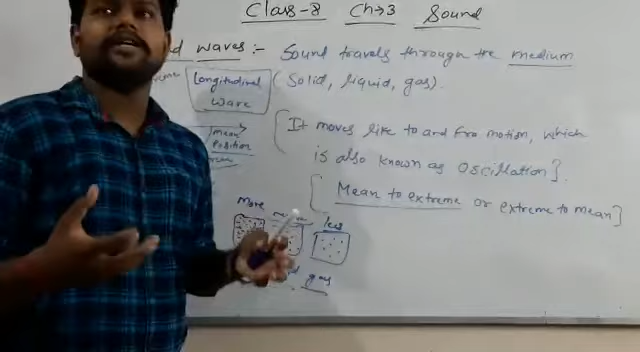 Class-8 Ch→3 Sound
waves :- Sound travels through the medium
Longitudinal (Solid, liquid, gas).
wave
mean
Position
[It moves like to and fro motion, which
is also known as Oscillation].
[Mean to extreme or extreme to mean]
More
less
gas